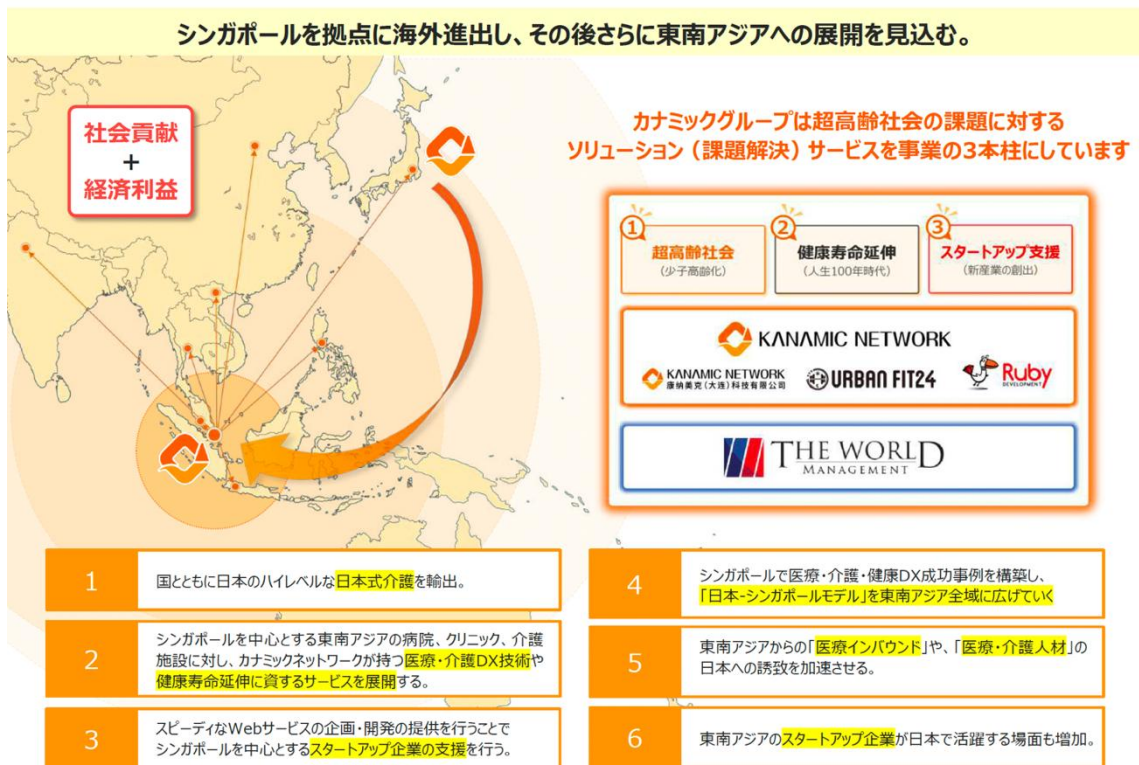 シンガポールを拠点に海外進出し、その後さらに東南アジアへの展開を見込む。
社会貢献
+
経済利益
カナミックグループは超高齢社会の課題に対する
ソリューション（課題解決）サービスを事業の3本柱にしています
1
超高齢社会
（少子高齢化）
2
健康寿命延伸
（人生100年時代）
3
スタートアップ支援
（新産業の創出）
KANAMIC NETWORK
KANAMIC NETWORK
康纳美克（大连）科技有限公司
URBAN FIT24
Ruby
DEVELOPMENT
THE WORLD
MANAGEMENT
1
国とともに日本のハイレベルな日本式介護を輸出。
2
シンガポールを中心とする東南アジアの病院、クリニック、介護
施設に対し、カナミックネットワークが持つ医療・介護DX技術や
健康寿命延伸に資するサービスを展開する。
3
スピーディなWebサービスの企画・開発の提供を行うことで
シンガポールを中心とするスタートアップ企業の支援を行う。
4
シンガポールで医療・介護・健康DX成功事例を構築し、
「日本-シンガポールモデル」を東南アジア全域に広げていく
5
東南アジアからの「医療インバウンド」や、「医療・介護人材」の
日本への誘致を加速させる。
6
東南アジアのスタートアップ企業が日本で活躍する場面も増加。